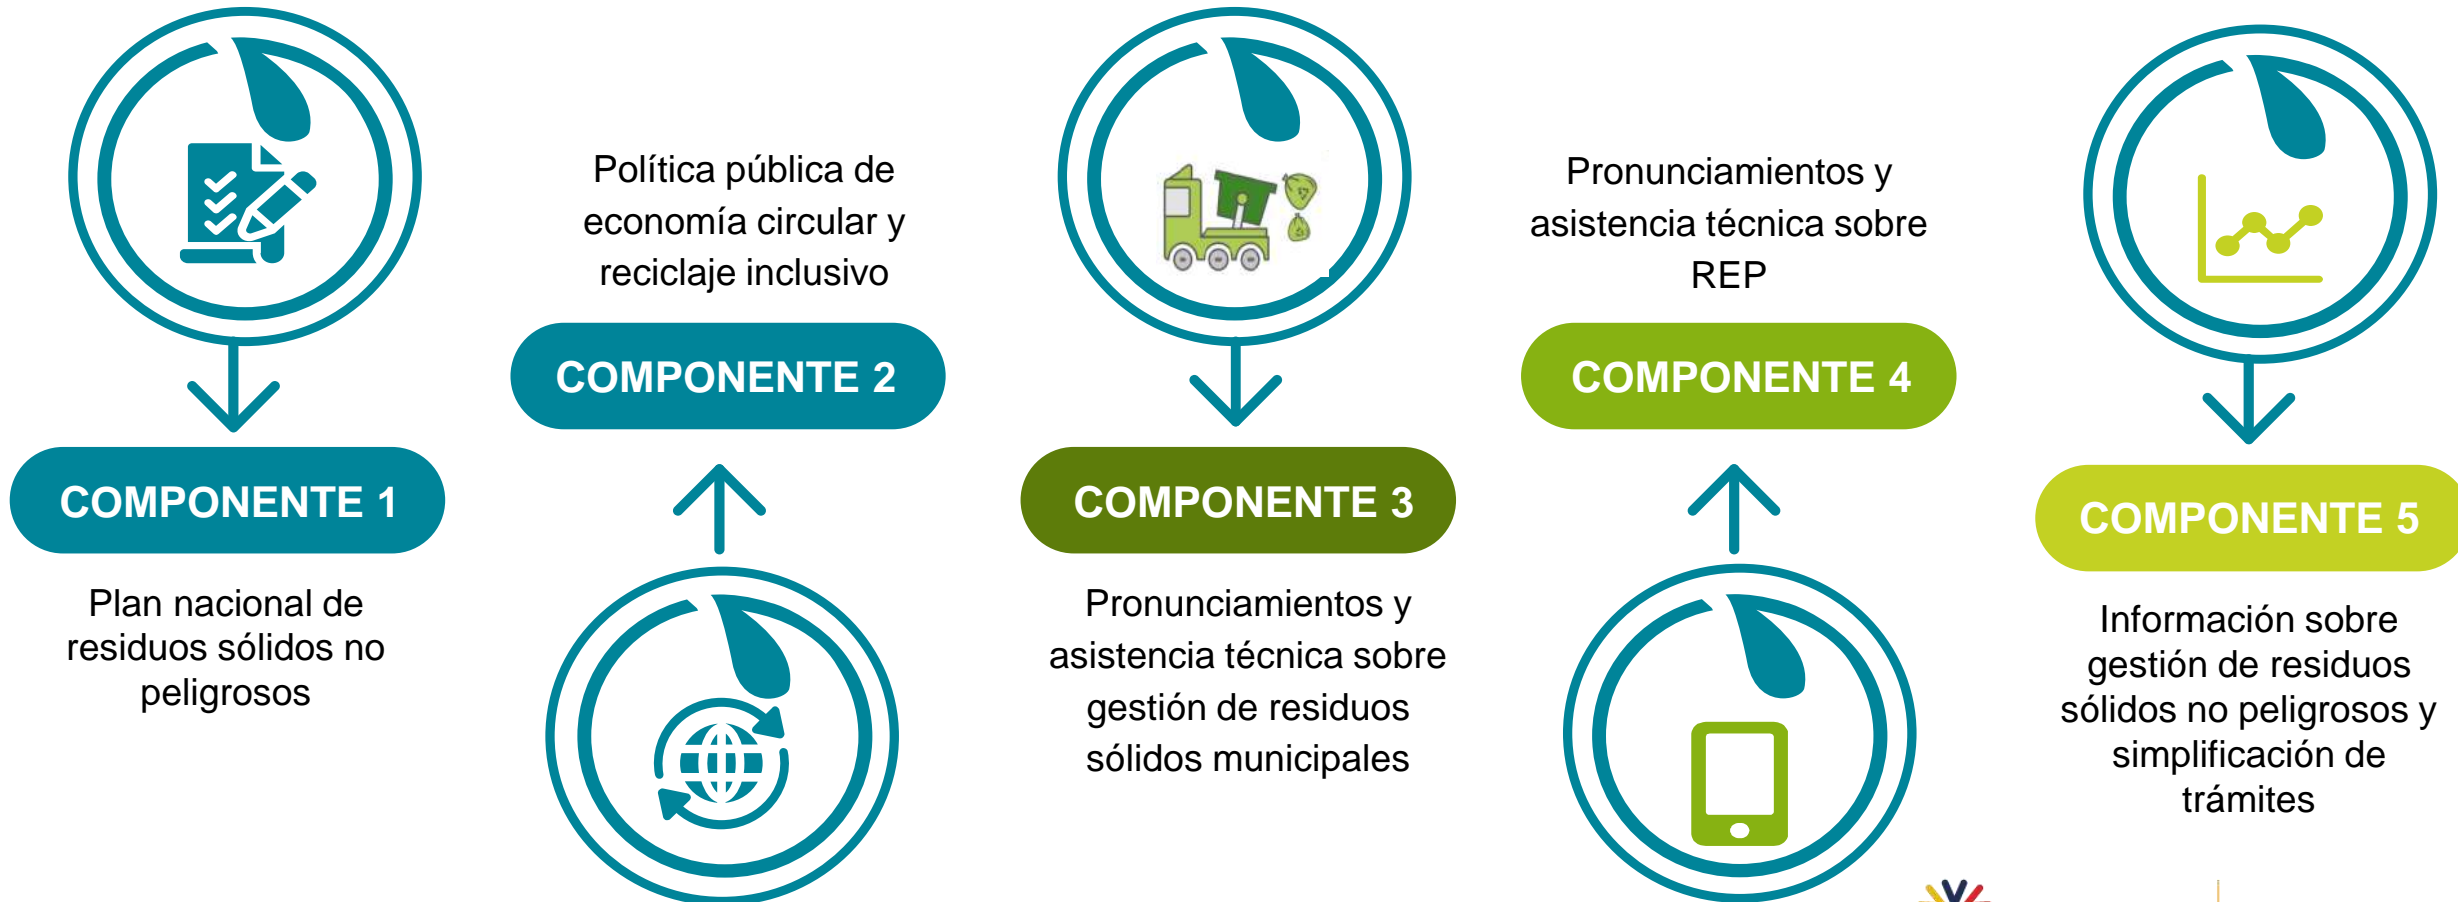 COMPONENTE 1
Plan nacional de
residuos sólidos no
peligrosos
Política pública de
economía circular y
reciclaje inclusivo
COMPONENTE 2
COMPONENTE 3
Pronunciamientos y
asistencia técnica sobre
gestión de residuos
sólidos municipales
Pronunciamientos y
asistencia técnica sobre
REP
COMPONENTE 4
COMPONENTE 5
Información sobre
gestión de residuos
sólidos no peligrosos y
simplificación de
trámites